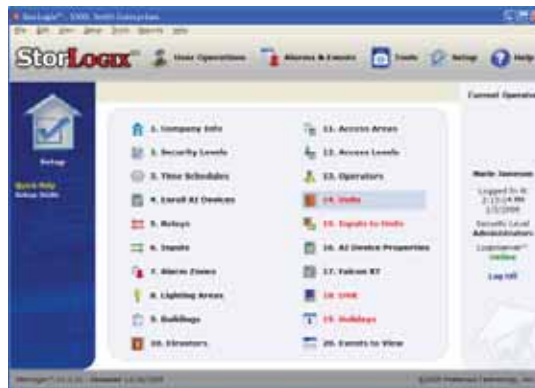 StorLogix
User Operations
Alarms & Events
Tools
Setup
Help
Setup
Quick Help
1. Company Info
2. Security Levels
3. Time Schedules
4. Enroll AI Devices
5. Relays
6. Inputs
7. Alarm Zones
8. Lighting Areas
9. Buildings
10. Elevators
11. Access Areas
12. Access Levels
13. Operators
14. Units
15. Inputs to Units
16. AI Device Properties
17. Falcon RT
18. DVR
19. Holidays
20. Events to View
Current Operator
Logged In At
Security Level
Administrators
Online
Log Off